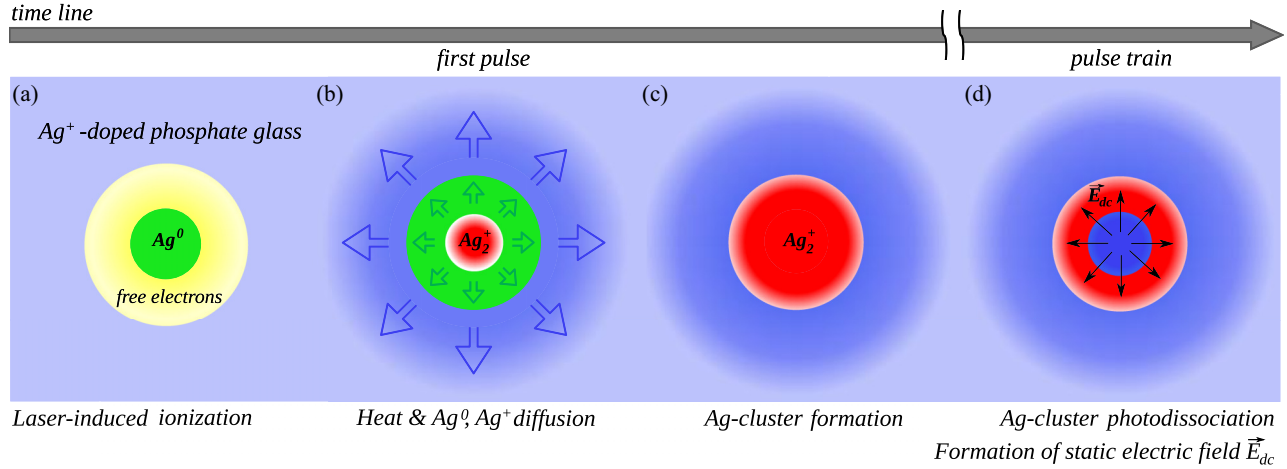 time line
first pulse
pulse train
(a)
(b)
(c)
(d)
Ag⁺ -doped phosphate glass
Ag⁰
free electrons
Ag₂⁺
Ag₂⁺
E⃗dc
Laser-induced ionization
Heat & Ag⁰, Ag⁺ diffusion
Ag-cluster formation
Ag-cluster photodissociation
Formation of static electric field E⃗dc